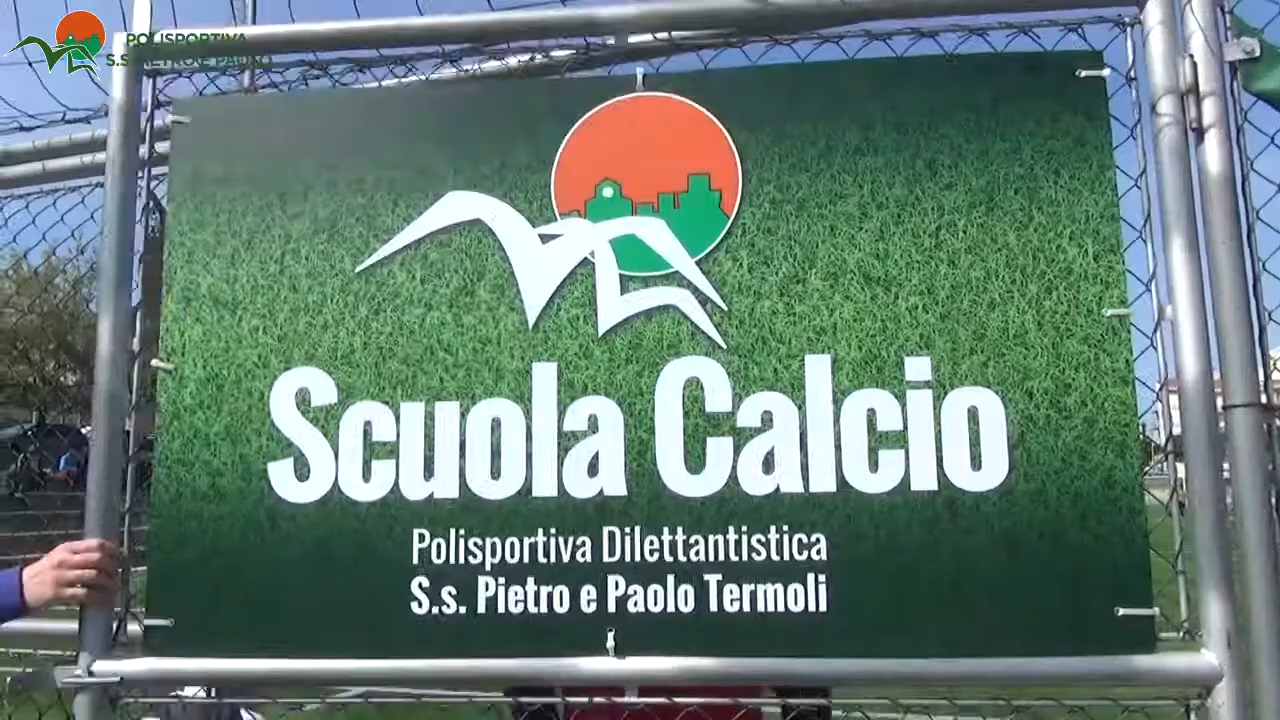 POLISPORTIVA
S.S PIETRO E PAOLO
Scuola Calcio
Polisportiva Dilettantistica
S.s. Pietro e Paolo Termoli